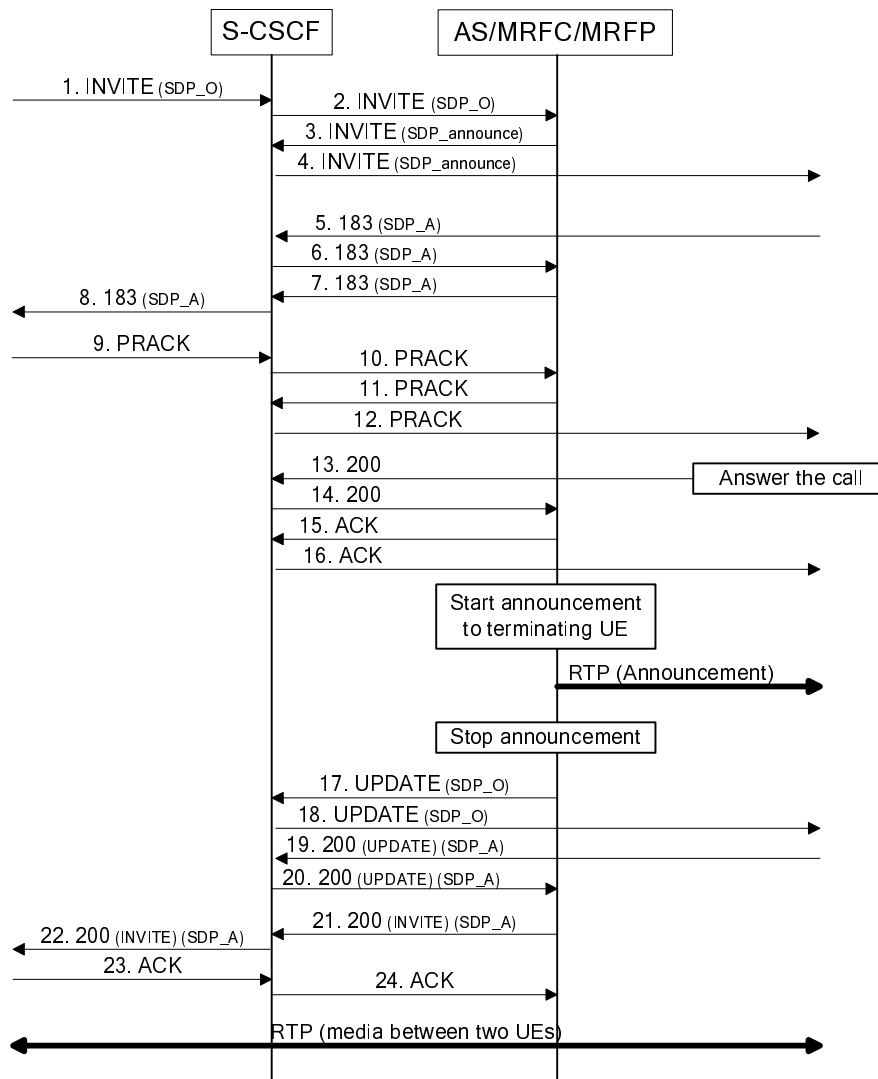 S-CSCF
AS/MRFC/MRFP
1. INVITE (SDP_O)
2. INVITE (SDP_O)
3. INVITE (SDP_announce)
4. INVITE (SDP_announce)
5. 183 (SDP_A)
6. 183 (SDP_A)
7. 183 (SDP_A)
8. 183 (SDP_A)
9. PRACK
10. PRACK
11. PRACK
12. PRACK
13. 200
Answer the call
14. 200
15. ACK
16. ACK
Start announcement
to terminating UE
RTP (Announcement)
Stop announcement
17. UPDATE (SDP_O)
18. UPDATE (SDP_O)
19. 200 (UPDATE) (SDP_A)
20. 200 (UPDATE) (SDP_A)
21. 200 (INVITE) (SDP_A)
22. 200 (INVITE) (SDP_A)
23. ACK
24. ACK
RTP (media between two UEs)